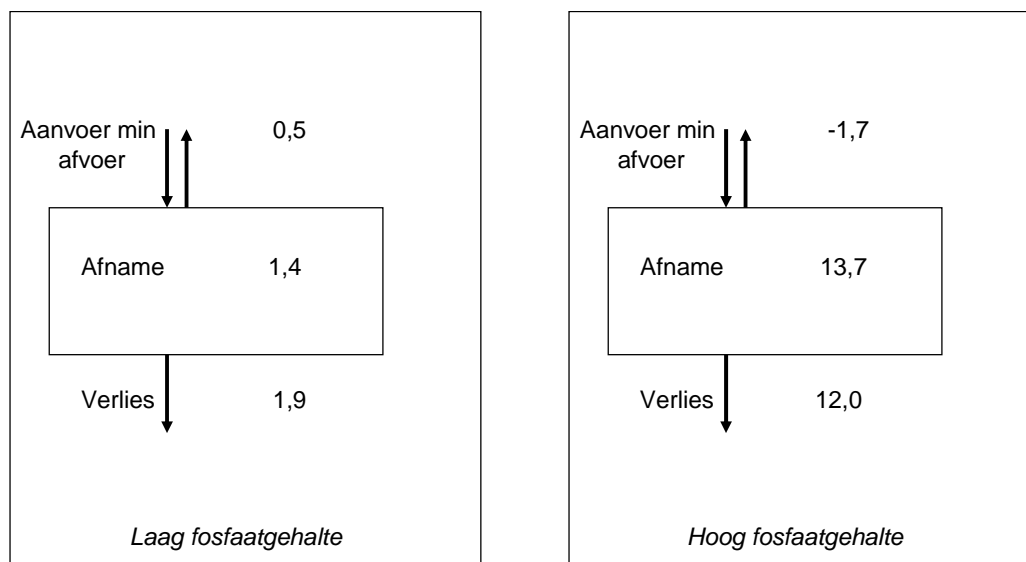 Aanvoer min
afvoer
0,5
Afname 1,4
Verlies 1,9
Laag fosfaatgehalte
Aanvoer min
afvoer
-1,7
Afname 13,7
Verlies 12,0
Hoog fosfaatgehalte